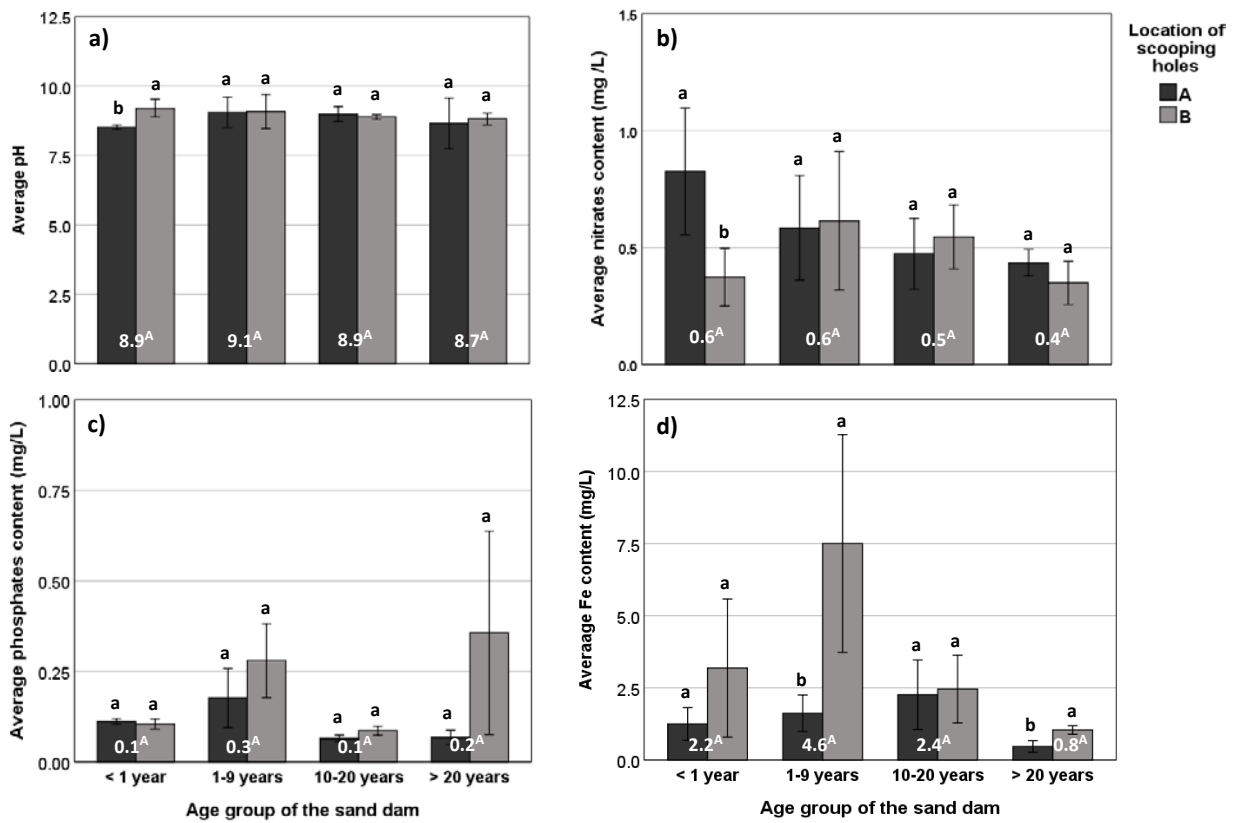 a)
Average pH
12.5
10.0
7.5
5.0
2.5
0.0
b a
a a
a a
a a
8.9A 9.1A 8.9A 8.7A
b)
Average nitrates content (mg /L)
1.5
1.0
0.5
0.0
a b
a a
a a
a a
0.6A 0.6A 0.5A 0.4A
Location of
scooping
holes
A
B
c)
Average phosphates content (mg/L)
1.00
0.75
0.50
0.25
0.00
a a
a a
a a
a a
0.1A 0.3A 0.1A 0.2A
< 1 year 1-9 years 10-20 years > 20 years
Age group of the sand dam
d)
Averaage Fe content (mg/L)
12.5
10.0
7.5
5.0
2.5
0.0
a a
b a
a a
b a
2.2A 4.6A 2.4A 0.8A
< 1 year 1-9 years 10-20 years > 20 years
Age group of the sand dam